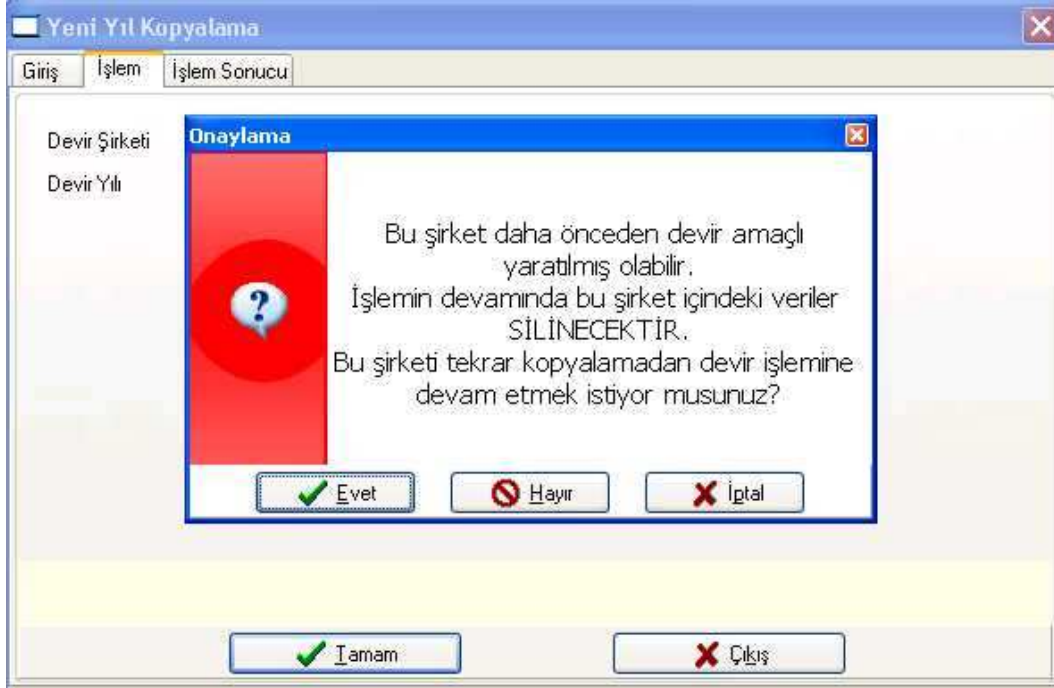 Yeni Yıl Kopyalama
Giriş İşlem İşlem Sonucu
Devir Şirketi
Devir Yılı
Onaylama
Bu şirket daha önceden devir amaçlı
yaratılmış olabilir.
İşlemin devamında bu şirket içindeki veriler
SİLİNECEKTİR.
Bu şirketi tekrar kopyalamadan devir işlemine
devam etmek istiyor musunuz?
Evet Hayır İptal
Tamam Çıkış